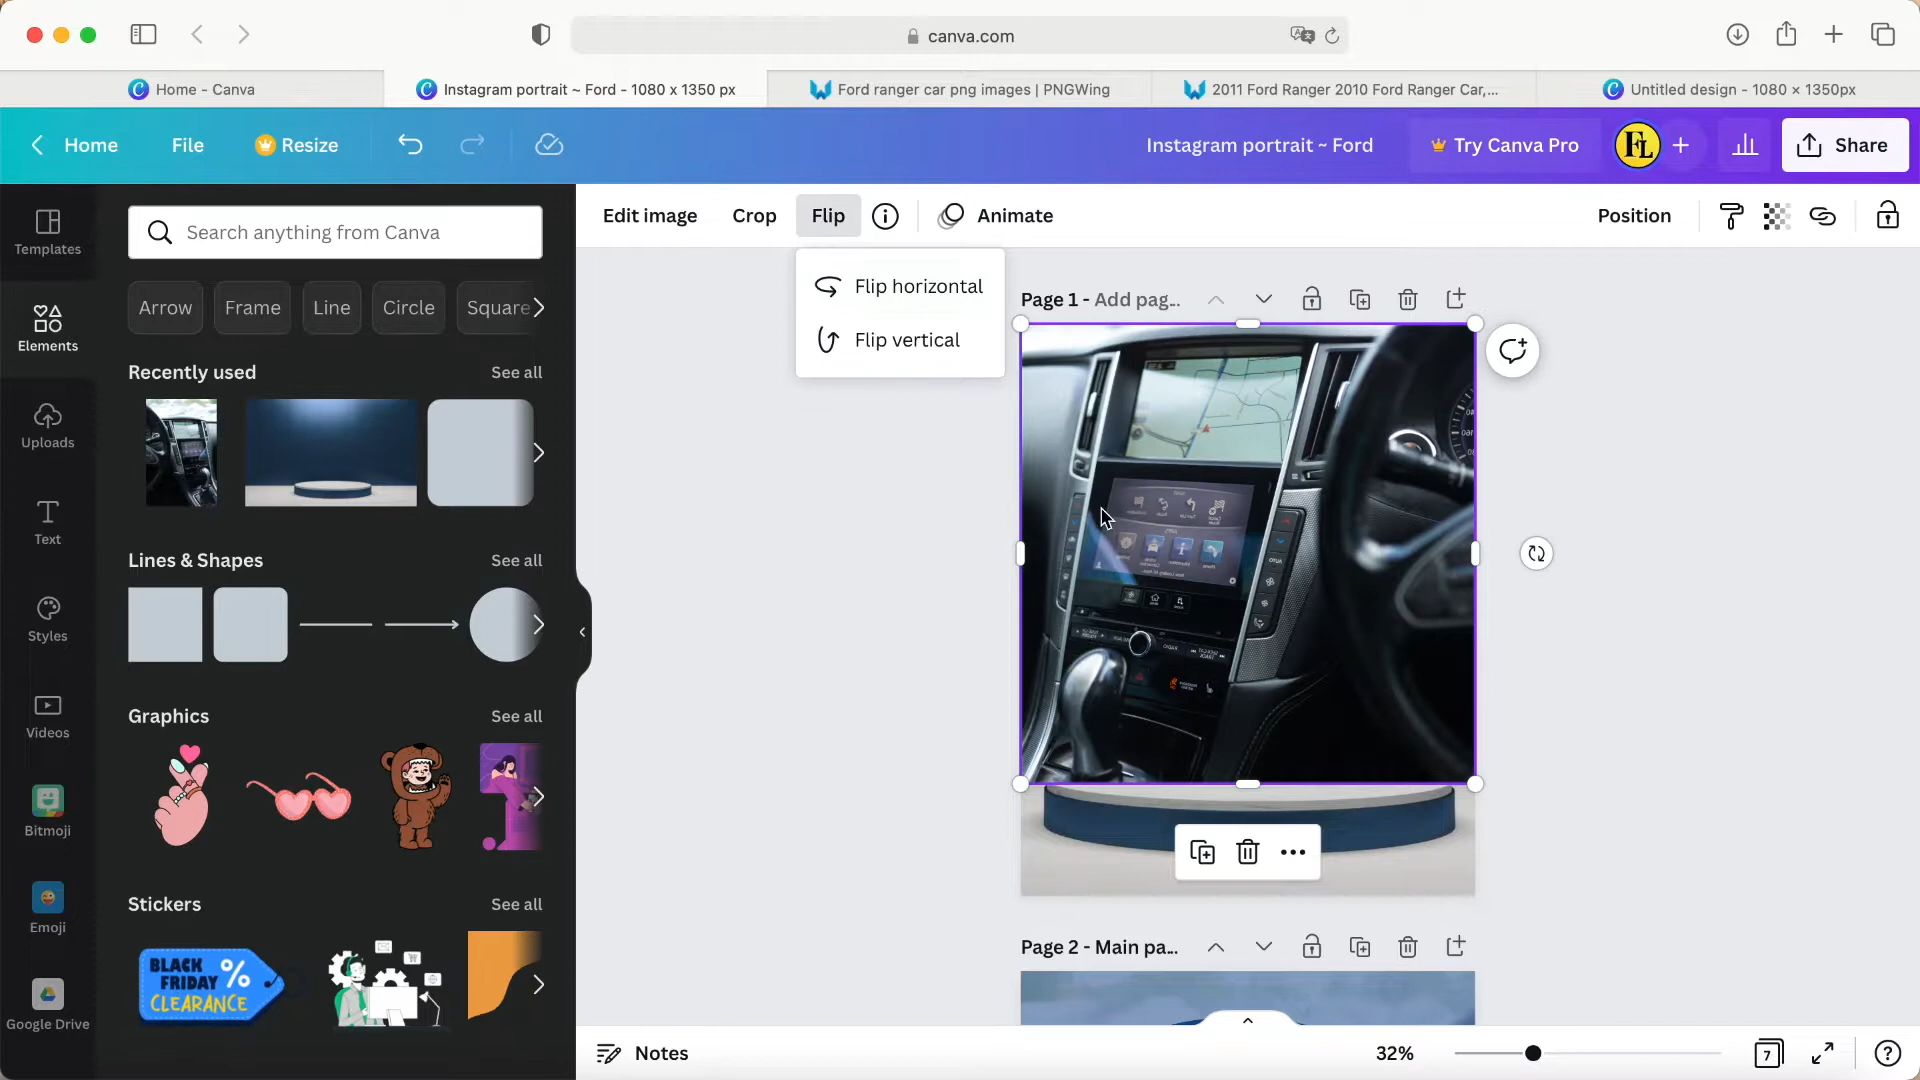 canva.com
Home - Canva
Instagram portrait ~ Ford - 1080 x 1350 px
Ford ranger car png images | PNGWing
2011 Ford Ranger 2010 Ford Ranger Car,...
Untitled design - 1080 × 1350px
Home
File
Resize
Instagram portrait ~ Ford
Try Canva Pro
FL
Share
Templates
Elements
Uploads
Text
Styles
Videos
Bitmoji
Emoji
Google Drive
Search anything from Canva
Arrow
Frame
Line
Circle
Square
Recently used
See all
Lines & Shapes
See all
Graphics
See all
Stickers
See all
BLACK
FRIDAY %
CLEARANCE
Edit image
Crop
Flip
Animate
Position
Flip horizontal
Flip vertical
Page 1 - Add pag...
AUTO
RADIO
Page 2 - Main pa...
Notes
32%
7